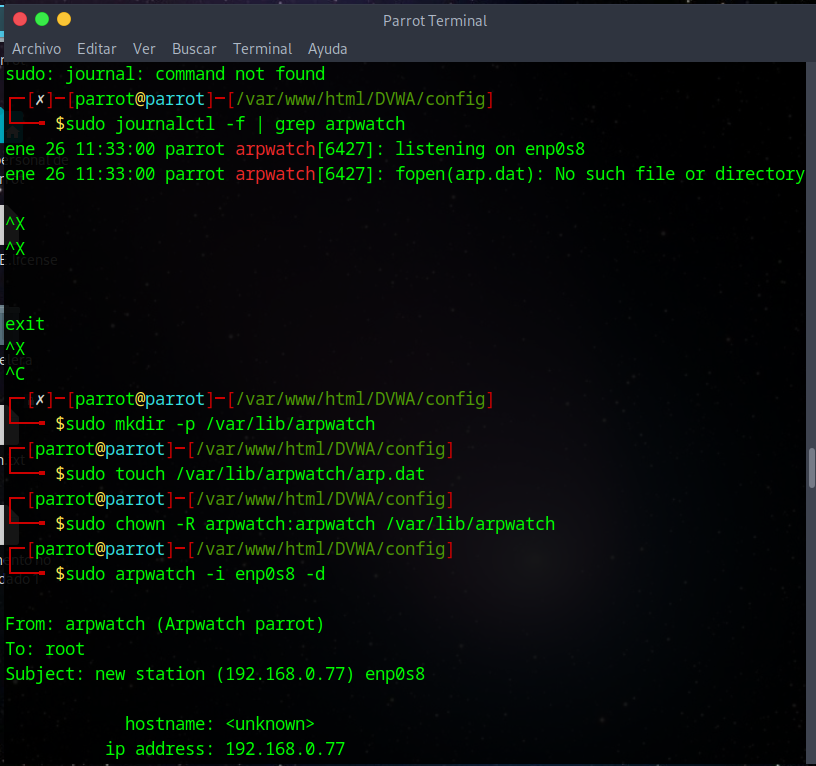 Parrot Terminal
Archivo Editar Ver Buscar Terminal Ayuda
sudo: journal: command not found
┌─[✗]─[parrot@parrot]─[/var/www/html/DVWA/config]
└──╼ $sudo journalctl -f | grep arpwatch
ene 26 11:33:00 parrot arpwatch[6427]: listening on enp0s8
ene 26 11:33:00 parrot arpwatch[6427]: fopen(arp.dat): No such file or directory
^X
^X
exit
^X
^C
┌─[✗]─[parrot@parrot]─[/var/www/html/DVWA/config]
└──╼ $sudo mkdir -p /var/lib/arpwatch
┌─[parrot@parrot]─[/var/www/html/DVWA/config]
└──╼ $sudo touch /var/lib/arpwatch/arp.dat
┌─[parrot@parrot]─[/var/www/html/DVWA/config]
└──╼ $sudo chown -R arpwatch:arpwatch /var/lib/arpwatch
┌─[parrot@parrot]─[/var/www/html/DVWA/config]
└──╼ $sudo arpwatch -i enp0s8 -d
From: arpwatch (Arpwatch parrot)
To: root
Subject: new station (192.168.0.77) enp0s8
hostname: <unknown>
ip address: 192.168.0.77